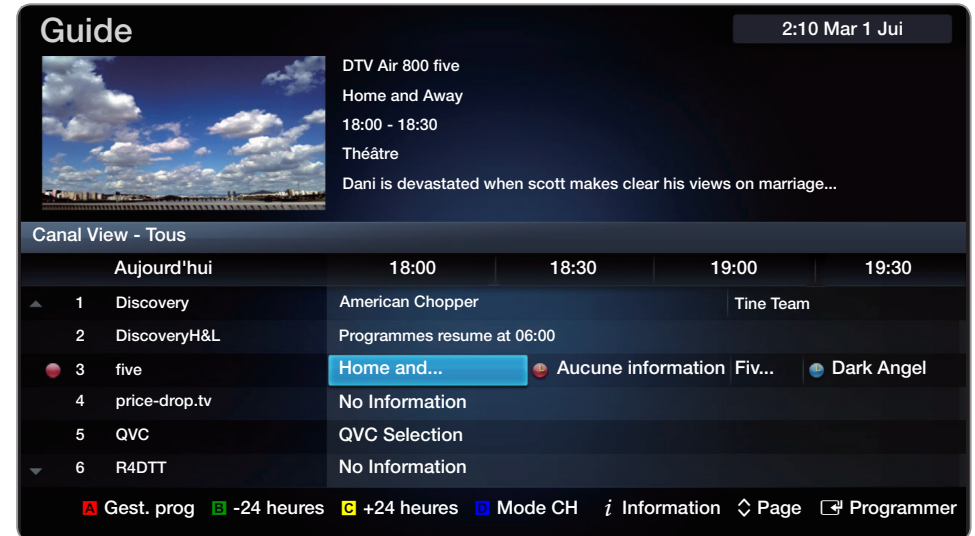 Guide
2:10 Mar 1 Jui
DTV Air 800 five
Home and Away
18:00 - 18:30
Théâtre
Dani is devastated when scott makes clear his views on marriage...
Canal View - Tous
Aujourd'hui 18:00 18:30 19:00 19:30
1 Discovery American Chopper Tine Team
2 DiscoveryH&L Programmes resume at 06:00
3 five Home and... Aucune information Fiv... Dark Angel
4 price-drop.tv No Information
5 QVC QVC Selection
6 R4DTT No Information
A Gest. prog B -24 heures C +24 heures D Mode CH i Information Page Programmer